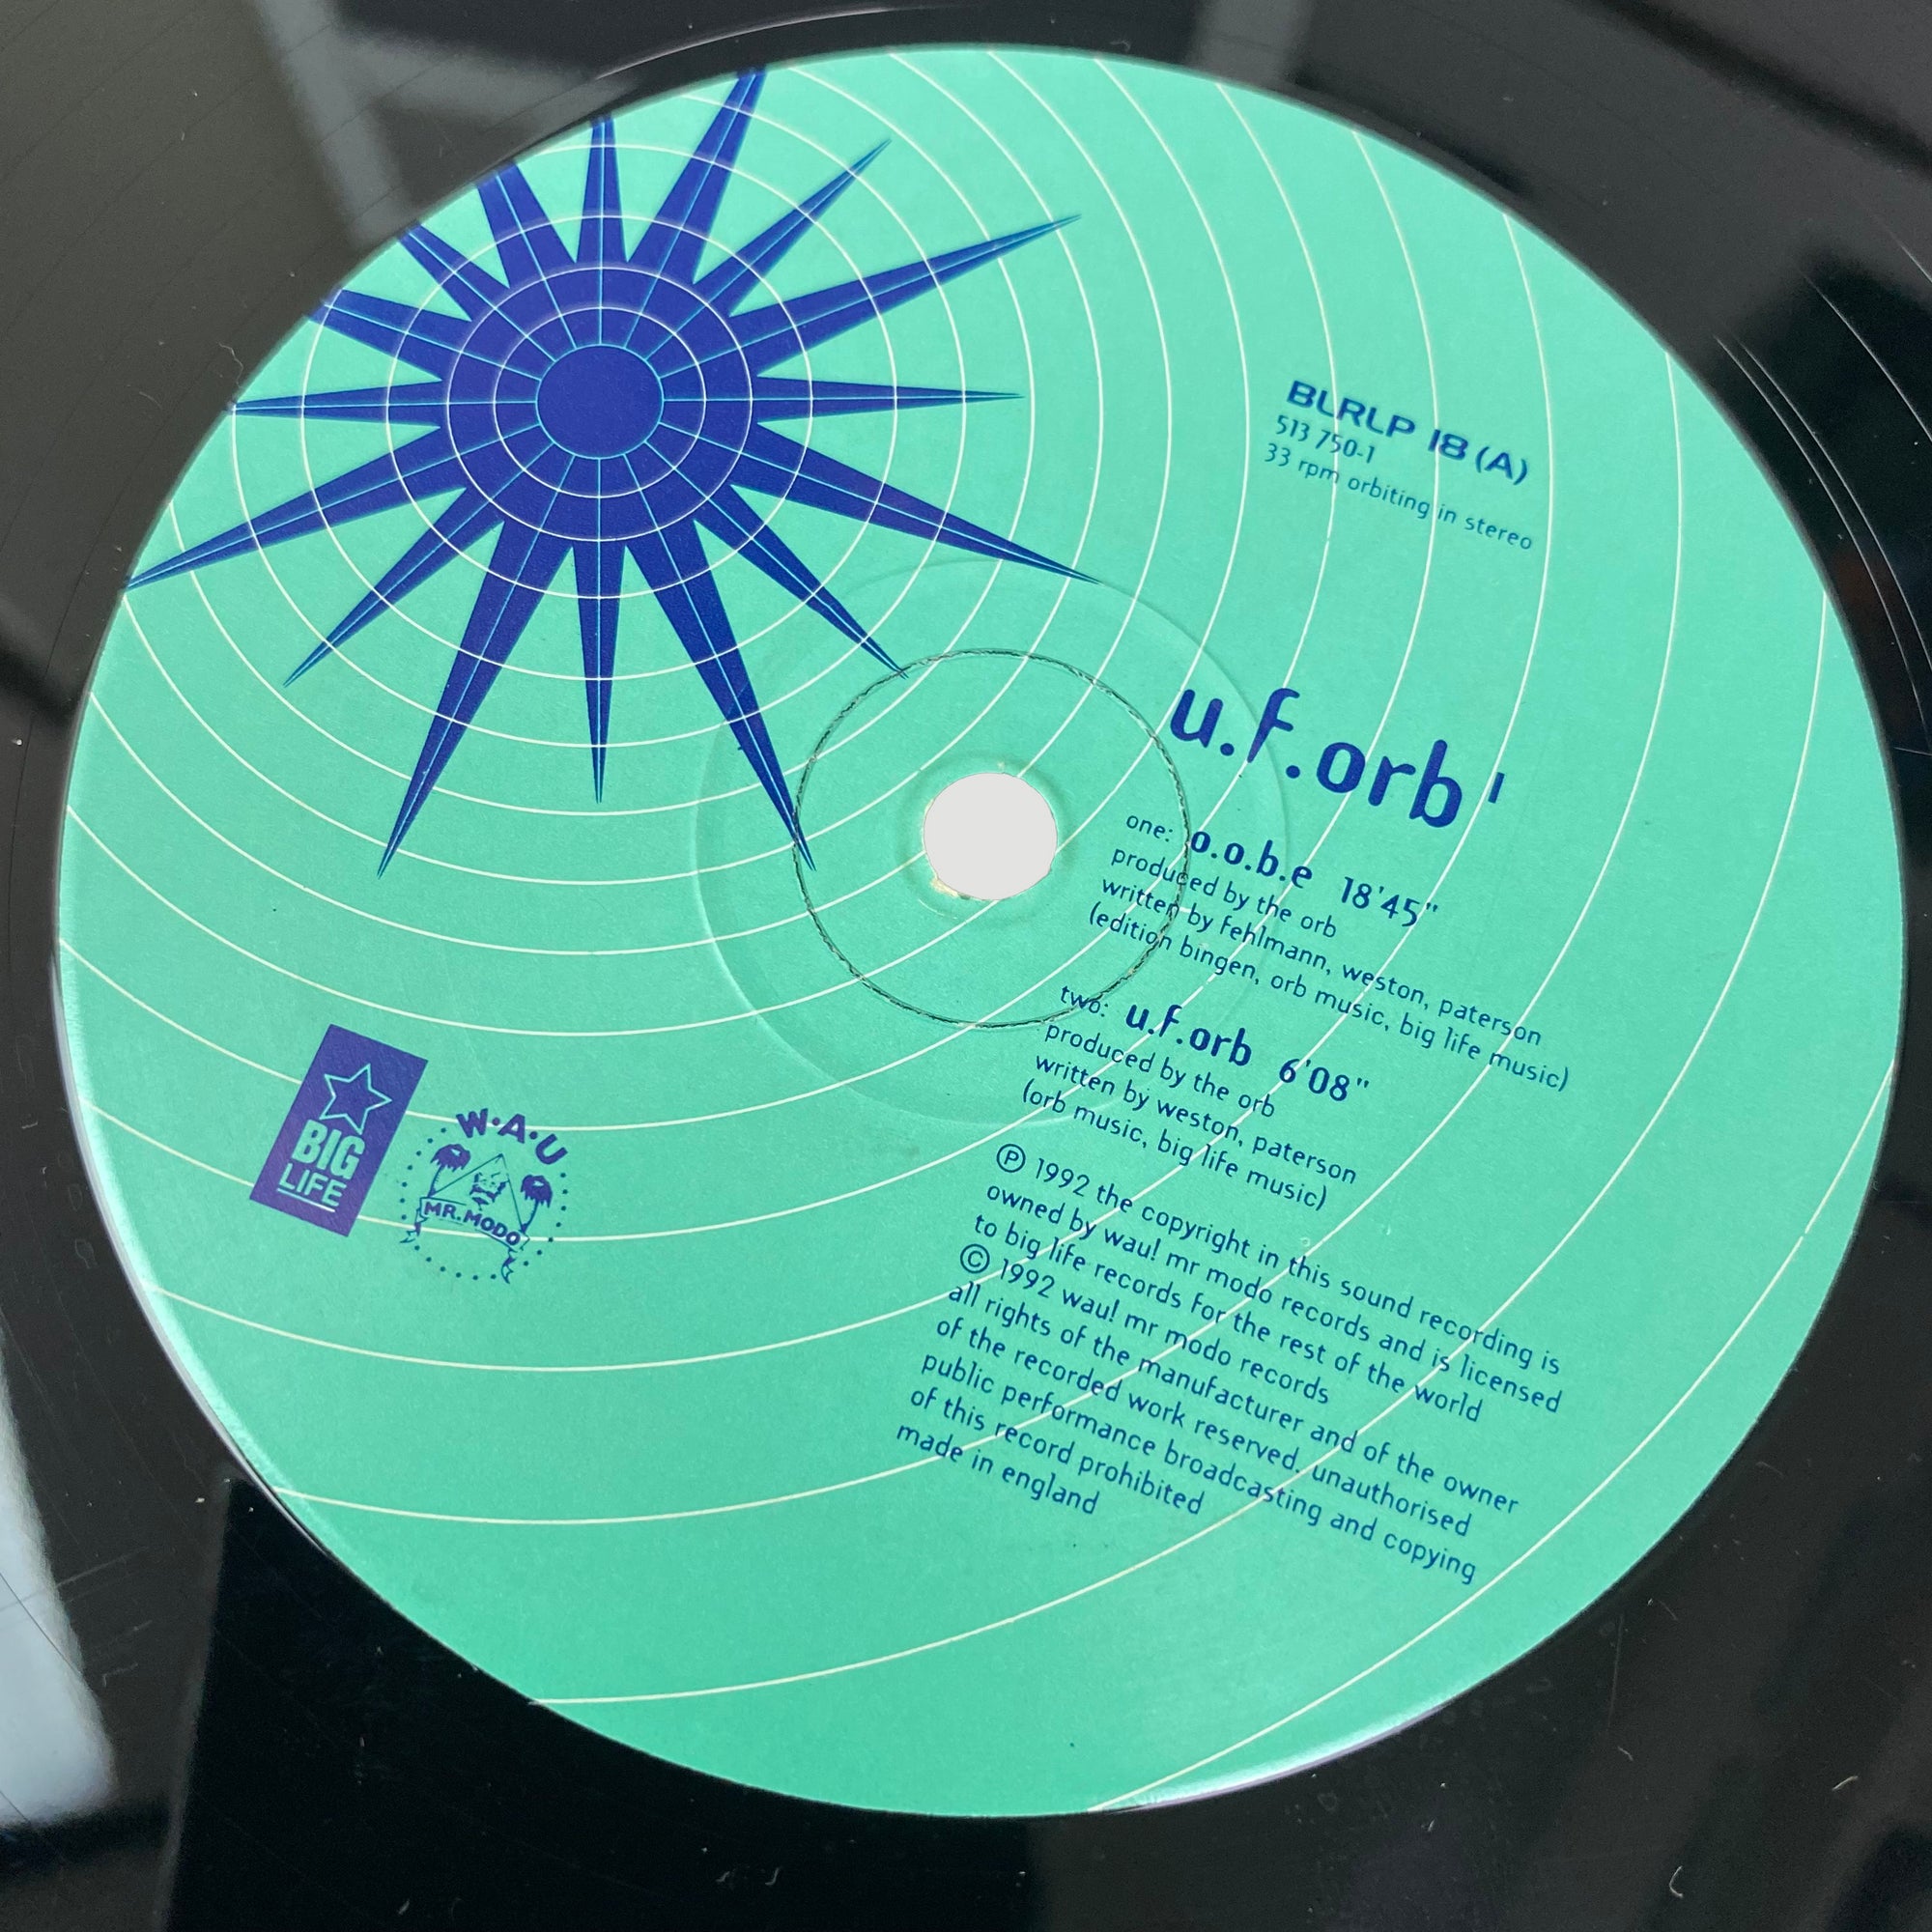 BLRLP 18 (A)
513 750-1
33 rpm orbiting in stereo
u.f.orb '
one: o.o.b.e 18'45"
produced by the orb
written by fehlmann, weston, paterson
(edition bingen, orb music, big life music)
two: u.f.orb 6'08"
produced by the orb
written by weston, paterson
(orb music, big life music)
Ⓟ 1992 the copyright in this sound recording is
owned by wau! mr modo records and is licensed
to big life records for the rest of the world
© 1992 wau! mr modo records
all rights of the manufacturer and of the owner
of the recorded work reserved. unauthorised
public performance broadcasting and copying
of this record prohibited
made in england
BIG
LIFE
W·A·U
MR.MODO